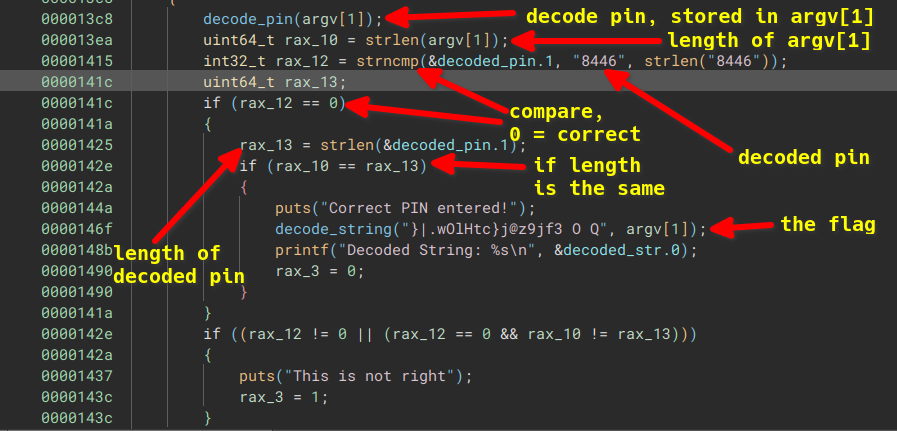 000013c8 decode_pin(argv[1]); decode pin, stored in argv[1]
000013ea uint64_t rax_10 = strlen(argv[1]); length of argv[1]
00001415 int32_t rax_12 = strncmp(&decoded_pin.1, "8446", strlen("8446"));
0000141c uint64_t rax_13;
0000141c if (rax_12 == 0) compare,
0000141a { 0 = correct
00001425 rax_13 = strlen(&decoded_pin.1); decoded pin
0000142e if (rax_10 == rax_13) if length
0000142a { is the same
0000144a puts("Correct PIN entered!");
0000146f decode_string("}|.wOlHtc}j@z9jf3 O Q", argv[1]); the flag
0000148b printf("Decoded String: %s\n", &decoded_str.0); length of
00001490 rax_3 = 0; decoded pin
00001490 }
0000141a }
0000142e if ((rax_12 != 0 || (rax_12 == 0 && rax_10 != rax_13)))
0000142a {
00001437 puts("This is not right");
0000143c rax_3 = 1;
0000143c }